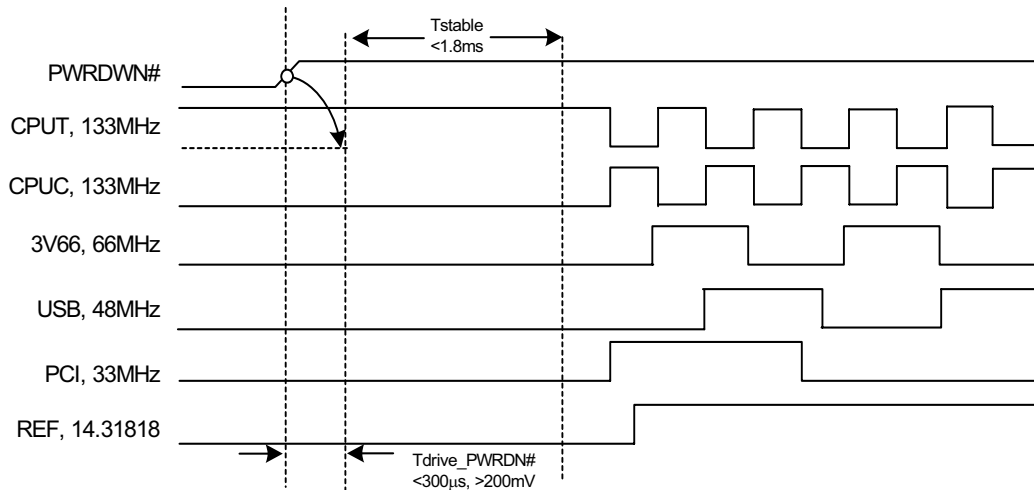 Tstable
<1.8ms
PWRDWN#
CPUT, 133MHz
CPUC, 133MHz
3V66, 66MHz
USB, 48MHz
PCI, 33MHz
REF, 14.31818
Tdrive_PWRDN#
<300μs, >200mV